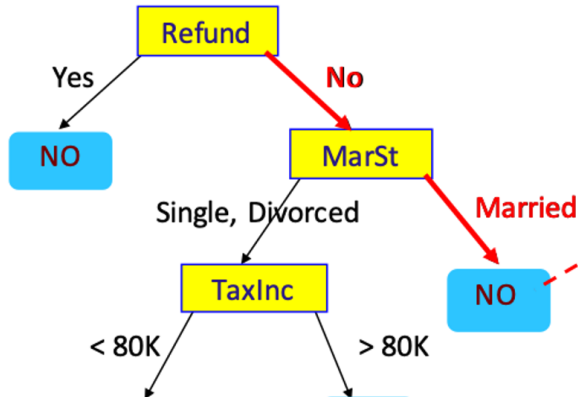 Refund
Yes
No
NO
MarSt
Single, Divorced
Married
TaxInc
NO
< 80K
> 80K